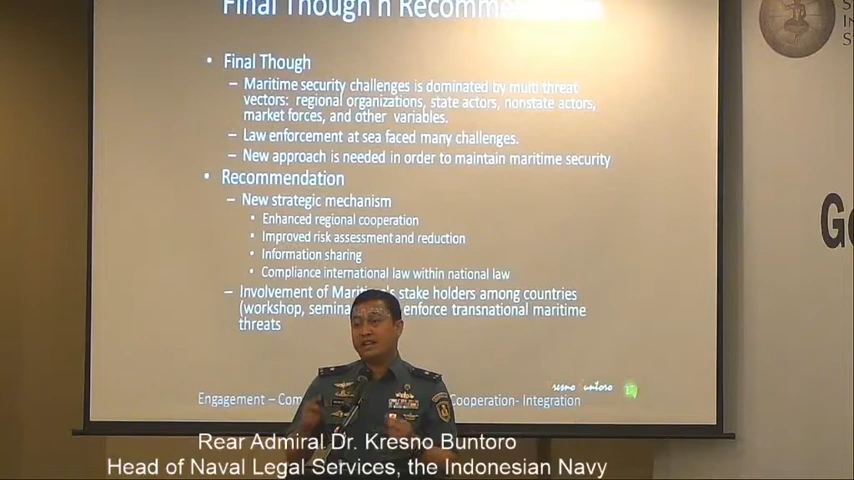 Final Though n Recomme
• Final Though
– Maritime security challenges is dominated by multi threat
vectors: regional organizations, state actors, nonstate actors,
market forces, and other variables.
– Law enforcement at sea faced many challenges.
– New approach is needed in order to maintain maritime security
• Recommendation
– New strategic mechanism
• Enhanced regional cooperation
• Improved risk assessment and reduction
• Information sharing
• Compliance international law within national law
– Involvement of stake holders among countries
(workshop, enforce transnational maritime
threats
Engagement – Cooperation- Integration
Rear Admiral Dr. Kresno Buntoro
Head of Naval Legal Services, the Indonesian Navy